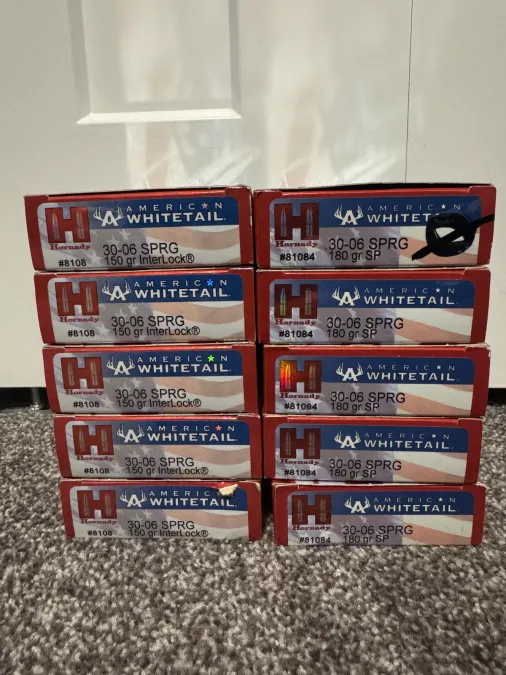 AMERICAN
WHITETAIL
Hornady
30-06 SPRG
#8108
150 gr InterLock®
AMERICAN
WHITETAIL
Hornady
30-06 SPRG
#81084
180 gr SP
AMERICAN
WHITETAIL
Hornady
30-06 SPRG
#8108
150 gr InterLock®
AMERICAN
WHITETAIL
Hornady
30-06 SPRG
#81084
180 gr SP
AMERICAN
WHITETAIL
Hornady
30-06 SPRG
#8108
150 gr InterLock®
AMERICAN
WHITETAIL
Hornady
30-06 SPRG
#81084
180 gr SP
AMERICAN
WHITETAIL
Hornady
30-06 SPRG
#8108
150 gr InterLock®
AMERICAN
WHITETAIL
Hornady
30-06 SPRG
#81084
180 gr SP
AMERICAN
WHITETAIL
Hornady
30-06 SPRG
#8108
150 gr InterLock®
AMERICAN
WHITETAIL
Hornady
30-06 SPRG
#81084
180 gr SP